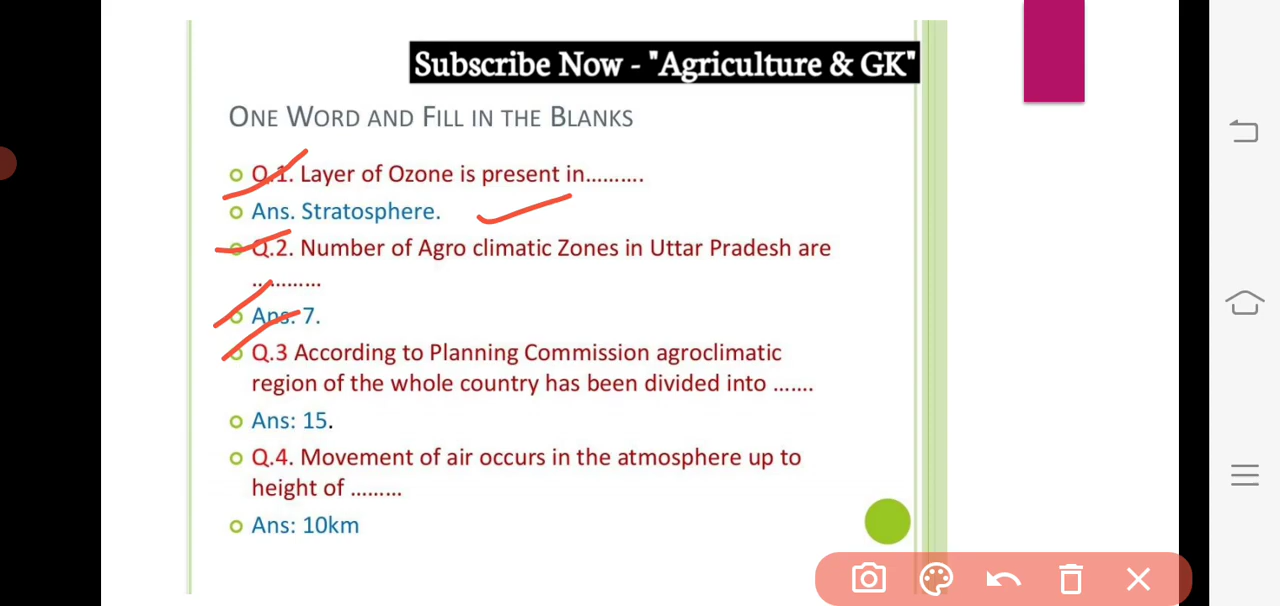 Subscribe Now - "Agriculture & GK"
ONE WORD AND FILL IN THE BLANKS
Q.1. Layer of Ozone is present in..........
Ans. Stratosphere.
Q.2. Number of Agro climatic Zones in Uttar Pradesh are
............
Ans: 7.
Q.3 According to Planning Commission agroclimatic
region of the whole country has been divided into .......
Ans: 15.
Q.4. Movement of air occurs in the atmosphere up to
height of .........
Ans: 10km